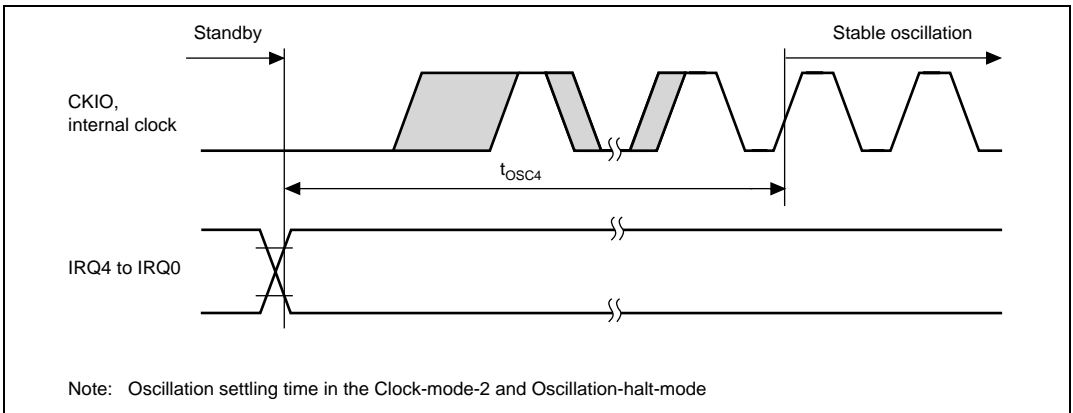 Standby
Stable oscillation
CKIO,
internal clock
tOSC4
IRQ4 to IRQ0
Note: Oscillation settling time in the Clock-mode-2 and Oscillation-halt-mode